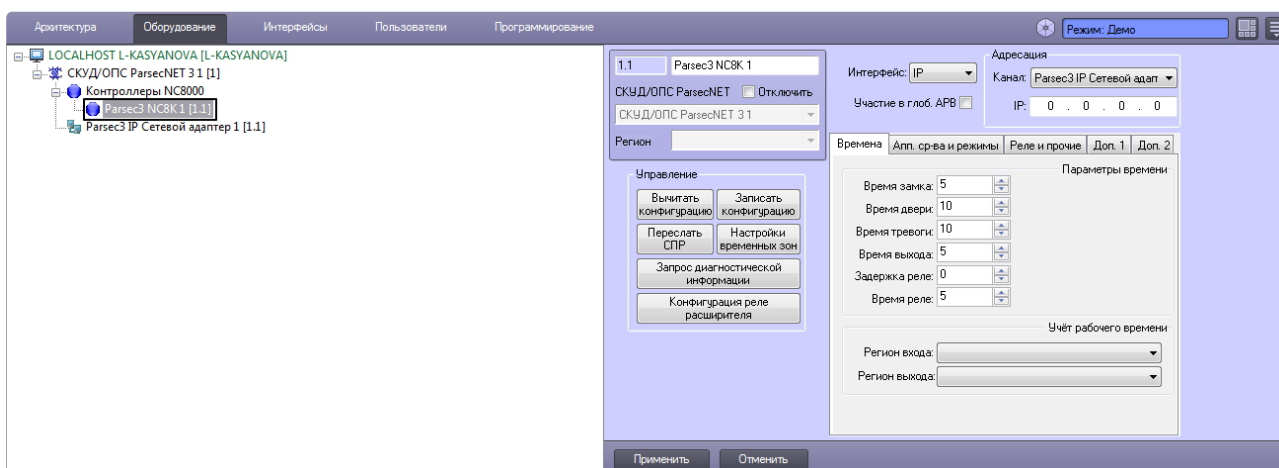 Архитектура Оборудование Интерфейсы Пользователи Программирование Режим: Демо
LOCALHOST L-KASYANOVA [L-KASYANOVA]
СКУД/ОПС ParsecNET 3 1 [1]
Контроллеры NC8000
Parsec3 NC8K 1 [1.1]
Parsec3 IP Сетевой адаптер 1 [1.1]
1.1 Parsec3 NC8K 1
СКУД/ОПС ParsecNET Отключить
СКУД/ОПС ParsecNET 3 1
Регион
Управление
Вычитать конфигурацию
Записать конфигурацию
Переслать СПР
Настройки временных зон
Запрос диагностической информации
Конфигурация реле расширителя
Интерфейс: IP
Участие в глоб. APB
Адресация
Канал: Parsec3 IP Сетевой адап
IP: 0 . 0 . 0 . 0
Времена Апп. ср-ва и режимы Реле и прочие Доп. 1 Доп. 2
Параметры времени
Время замка: 5
Время двери: 10
Время тревоги: 10
Время выхода: 5
Задержка реле: 0
Время реле: 5
Учёт рабочего времени
Регион входа:
Регион выхода:
Применить Отменить